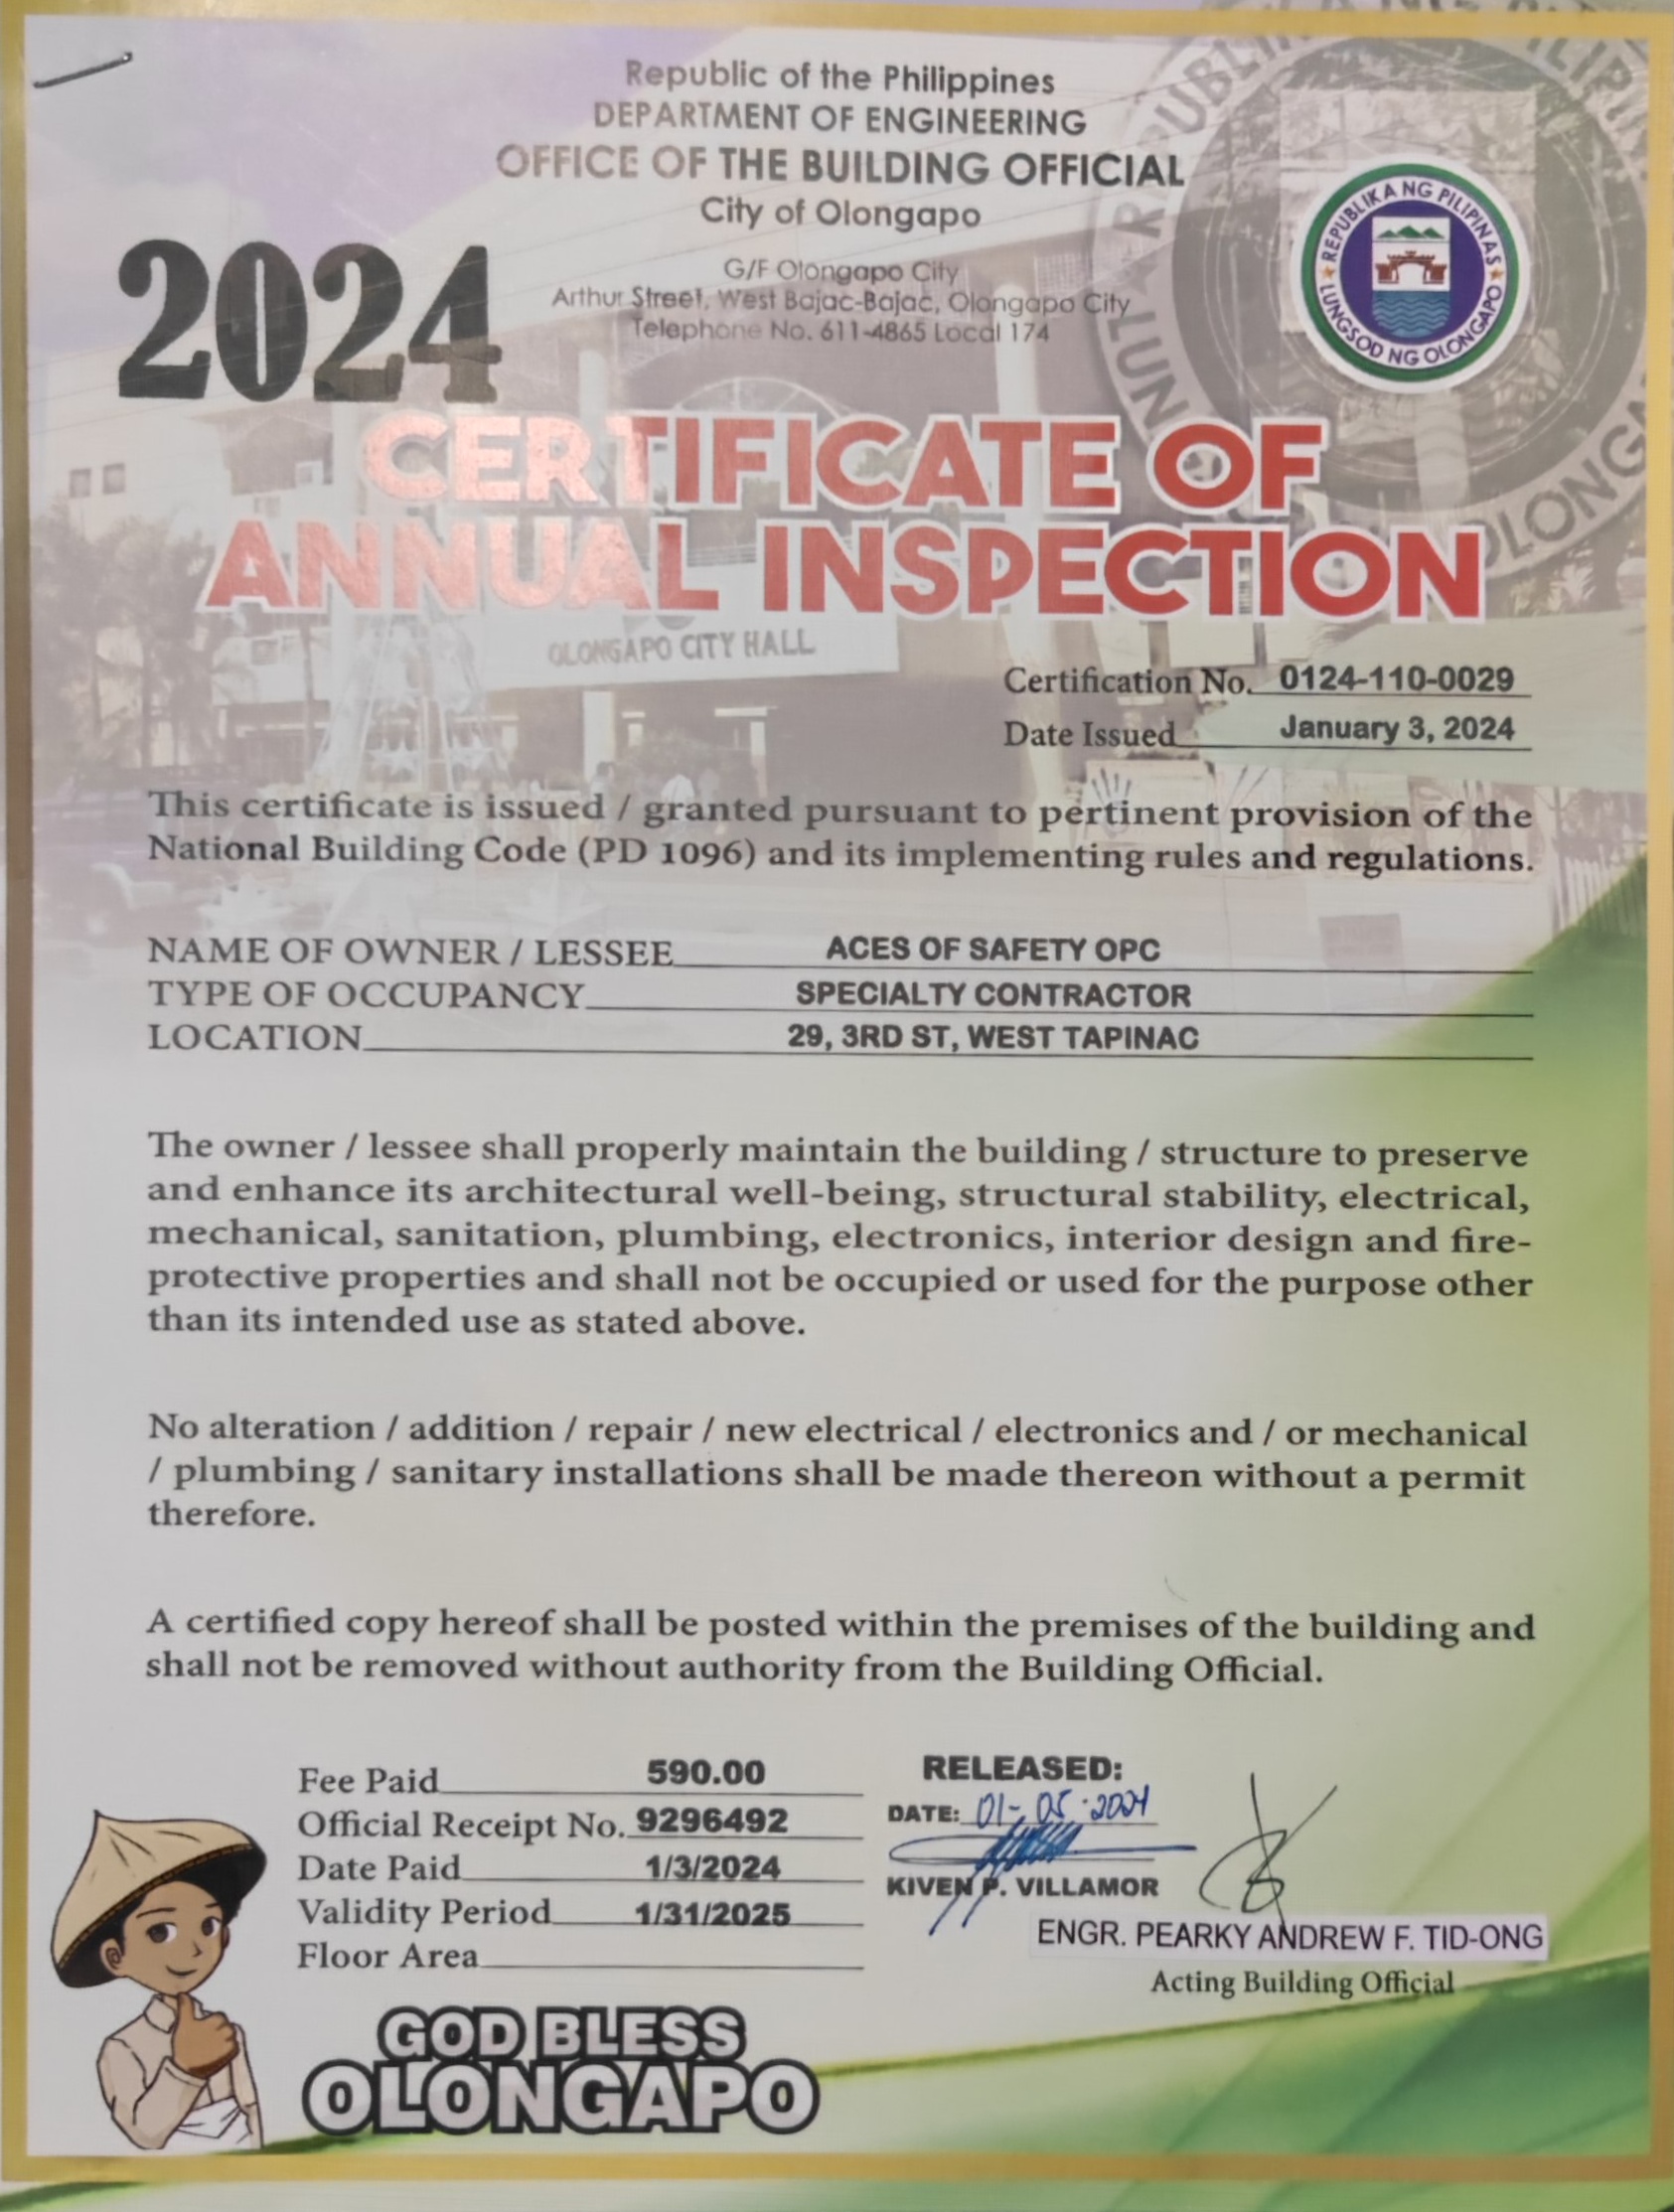 Republic of the Philippines
DEPARTMENT OF ENGINEERING
OFFICE OF THE BUILDING OFFICIAL
City of Olongapo
G/F Olongapo City
Arthur Street, West Bajac-Bajac, Olongapo City
Telephone No. 611-4865 Local 174
REPUBLIKA NG PILIPINAS
LUNGSOD NG OLONGAPO
2024
CERTIFICATE OF
ANNUAL INSPECTION
OLONGAPO CITY HALL
Certification No. 0124-110-0029
Date Issued January 3, 2024
This certificate is issued / granted pursuant to pertinent provision of the
National Building Code (PD 1096) and its implementing rules and regulations.
NAME OF OWNER / LESSEE ACES OF SAFETY OPC
TYPE OF OCCUPANCY SPECIALTY CONTRACTOR
LOCATION 29, 3RD ST, WEST TAPINAC
The owner / lessee shall properly maintain the building / structure to preserve
and enhance its architectural well-being, structural stability, electrical,
mechanical, sanitation, plumbing, electronics, interior design and fire-
protective properties and shall not be occupied or used for the purpose other
than its intended use as stated above.
No alteration / addition / repair / new electrical / electronics and / or mechanical
/ plumbing / sanitary installations shall be made thereon without a permit
therefore.
A certified copy hereof shall be posted within the premises of the building and
shall not be removed without authority from the Building Official.
Fee Paid 590.00
Official Receipt No. 9296492
Date Paid 1/3/2024
Validity Period 1/31/2025
Floor Area
RELEASED:
DATE: 01-05-2024
KIVEN P. VILLAMOR
ENGR. PEARKY ANDREW F. TID-ONG
Acting Building Official
GOD BLESS
OLONGAPO